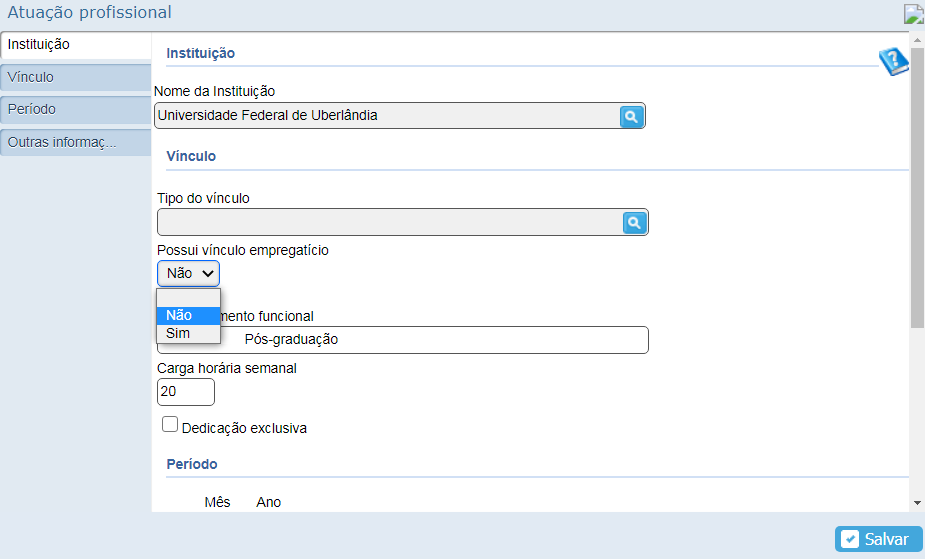 Atuação profissional
Instituição
Vínculo
Período
Outras informaç...
Instituição
Nome da Instituição
Universidade Federal de Uberlândia
Vínculo
Tipo do vínculo
Possui vínculo empregatício
Não
Não
Sim
mento funcional
Pós-graduação
Carga horária semanal
20
Dedicação exclusiva
Período
Mês Ano
Salvar